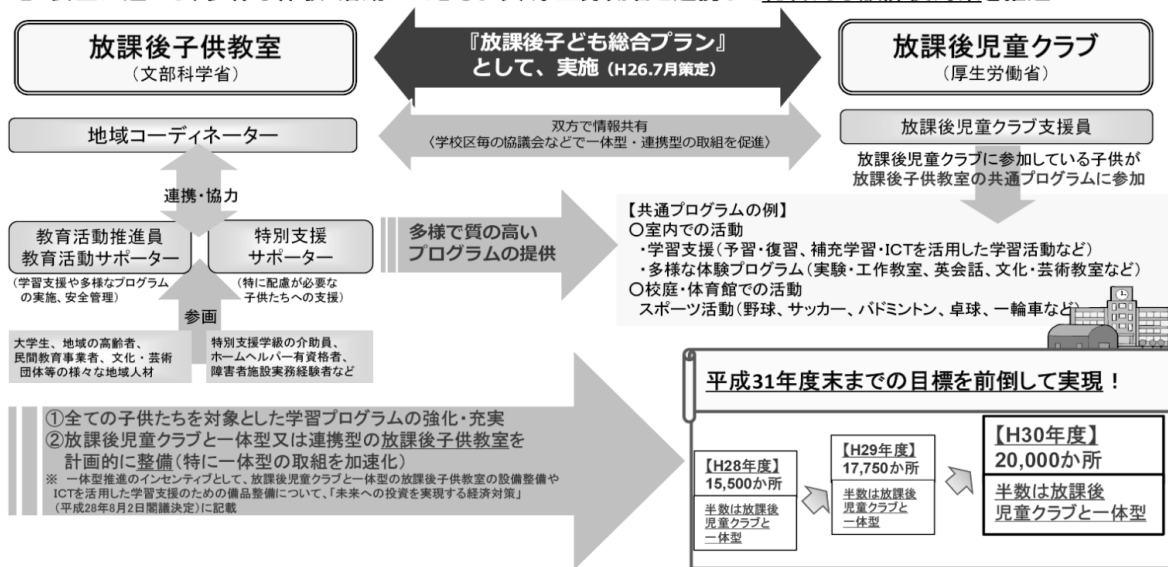 放課後子供教室
（文部科学省）
『放課後子ども総合プラン』
として、実施（H26.7月策定）
放課後児童クラブ
（厚生労働省）
地域コーディネーター
双方で情報共有
〈学校区毎の協議会などで一体型・連携型の取組を促進〉
放課後児童クラブ支援員
放課後児童クラブに参加している子供が
放課後子供教室の共通プログラムに参加
連携・協力
教育活動推進員
教育活動サポーター
特別支援
サポーター
（学習支援や多様なプログラム
の実施、安全管理）
（特に配慮が必要な
子供たちへの支援）
参画
大学生、地域の高齢者、
民間教育事業者、文化・芸術
団体等の様々な地域人材
特別支援学級の介助員、
ホームヘルパー有資格者、
障害者施設実務経験者など
多様で質の高い
プログラムの提供
【共通プログラムの例】
○室内での活動
・学習支援（予習・復習、補充学習・ICTを活用した学習活動など）
・多様な体験プログラム（実験・工作教室、英会話、文化・芸術教室など）
○校庭・体育館での活動
スポーツ活動（野球、サッカー、バドミントン、卓球、一輪車など）
①全ての子供たちを対象とした学習プログラムの強化・充実
②放課後児童クラブと一体型又は連携型の放課後子供教室を
計画的に整備（特に一体型の取組を加速化）
※ 一体型推進のインセンティブとして、放課後児童クラブと一体型の放課後子供教室の設備整備や
ICTを活用した学習支援のための備品整備について、「未来への投資を実現する経済対策」
（平成28年8月2日閣議決定）に記載
平成31年度末までの目標を前倒して実現！
【H28年度】
15,500か所
半数は放課後
児童クラブと
一体型
【H29年度】
17,750か所
半数は放課後
児童クラブと
一体型
【H30年度】
20,000か所
半数は放課後
児童クラブと一体型